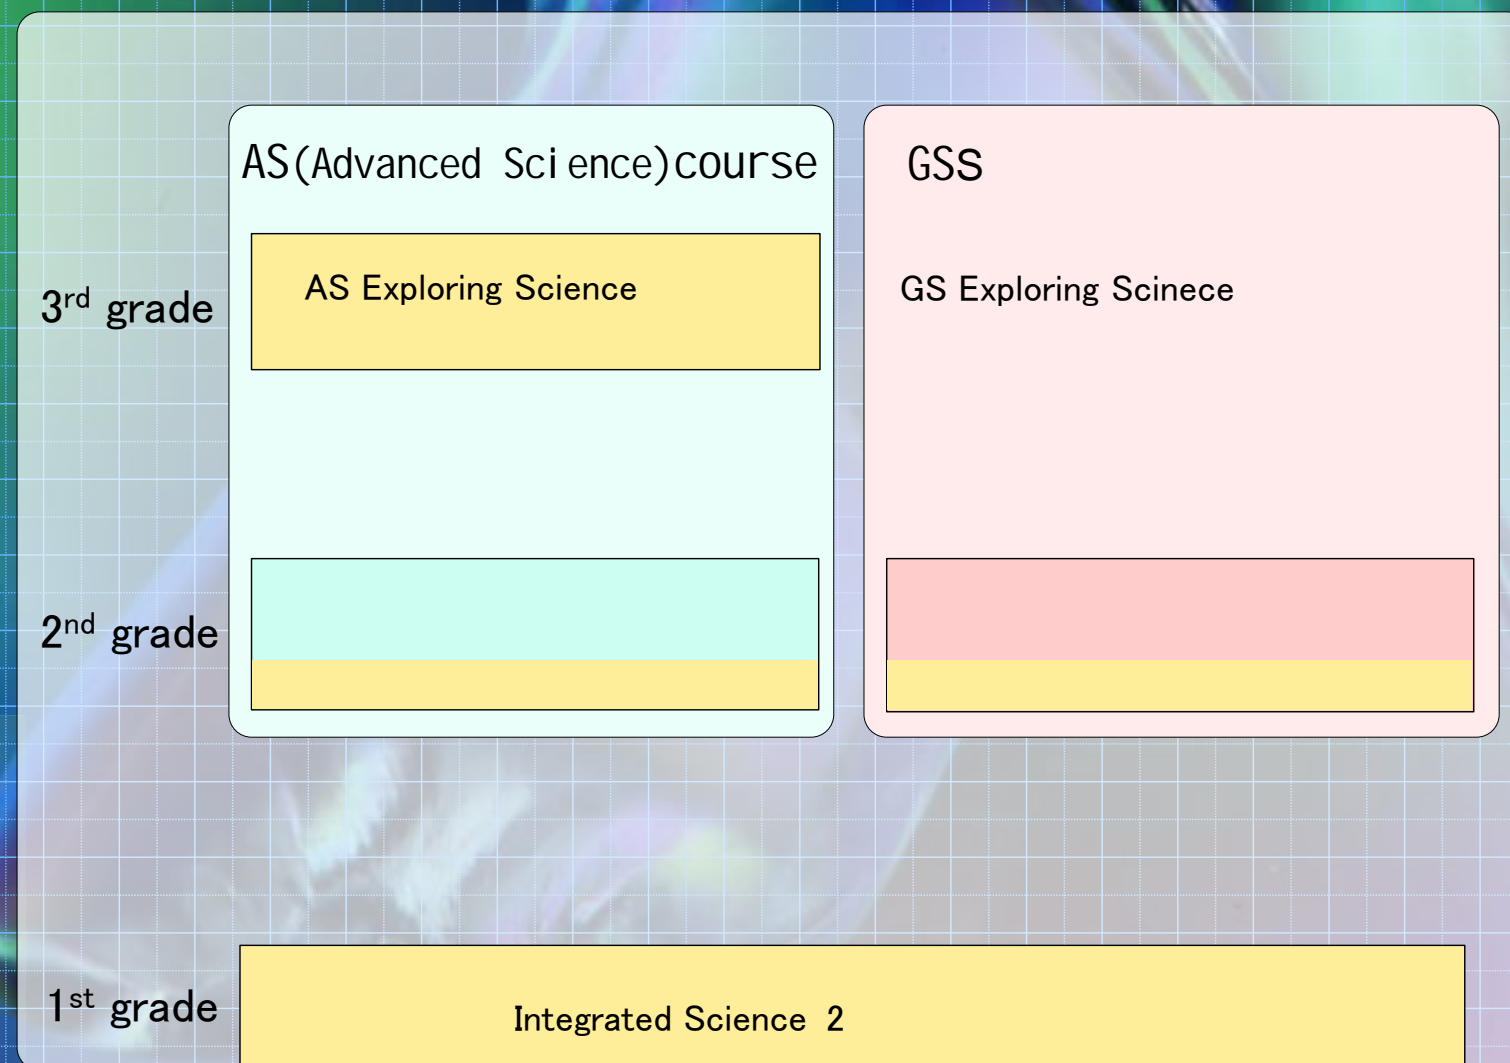 AS(Advanced Science)course
GSs
3rd grade
AS Exploring Science
GS Exploring Scinece
2nd grade
1st grade
Integrated Science 2